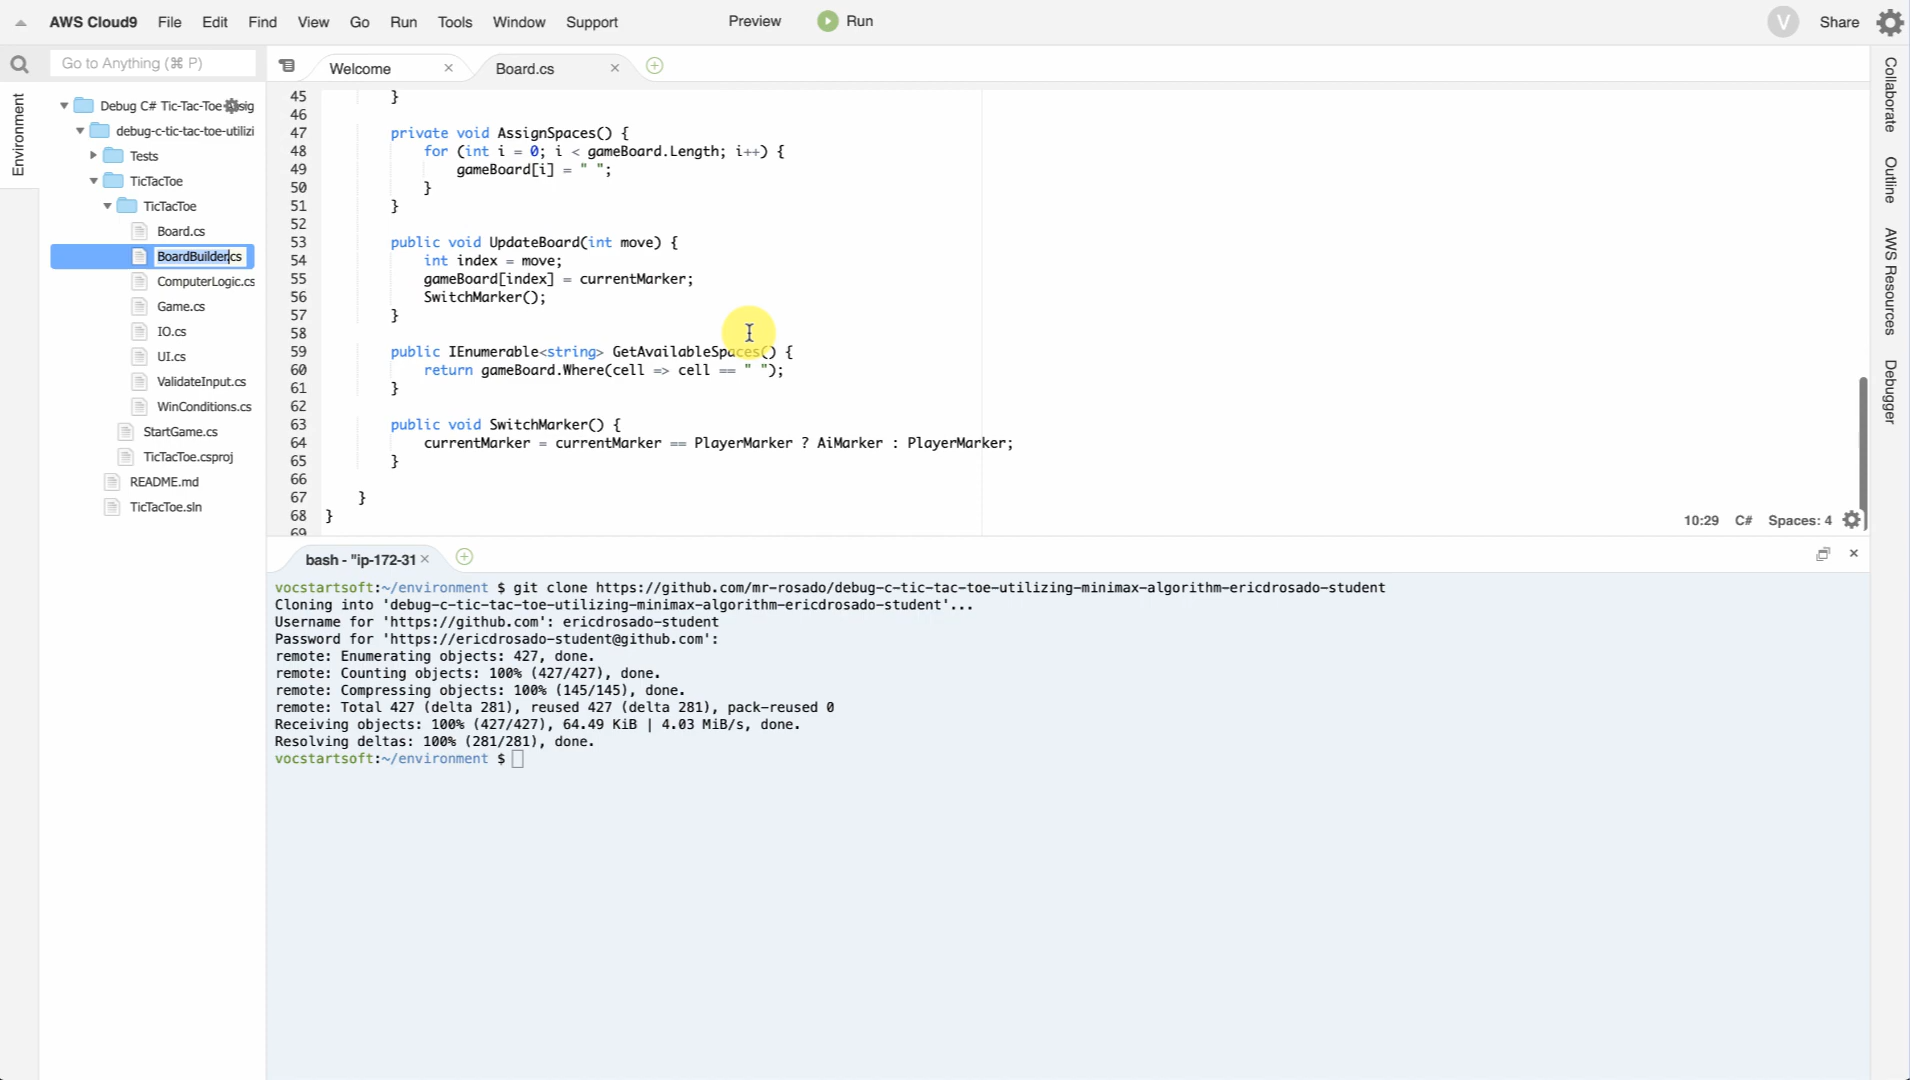 AWS Cloud9 File Edit Find View Go Run Tools Window Support Preview Run V Share
Go to Anything (⌘ P)
Welcome × Board.cs ×
Environment
Debug C# Tic-Tac-Toe
debug-c-tic-tac-toe-utilizi
Tests
TicTacToe
TicTacToe
Board.cs
BoardBuilder.cs
ComputerLogic.cs
Game.cs
IO.cs
UI.cs
ValidateInput.cs
WinConditions.cs
StartGame.cs
TicTacToe.csproj
README.md
TicTacToe.sln
45 }
46
47 private void AssignSpaces() {
48 for (int i = 0; i < gameBoard.Length; i++) {
49 gameBoard[i] = " ";
50 }
51 }
52
53 public void UpdateBoard(int move) {
54 int index = move;
55 gameBoard[index] = currentMarker;
56 SwitchMarker();
57 }
58
59 public IEnumerable<string> GetAvailableSpaces() {
60 return gameBoard.Where(cell => cell == " ");
61 }
62
63 public void SwitchMarker() {
64 currentMarker = currentMarker == PlayerMarker ? AiMarker : PlayerMarker;
65 }
66
67 }
68 }
69
10:29 C# Spaces: 4
Collaborate
Outline
AWS Resources
Debugger
bash - "ip-172-31 ×
vocstartsoft:~/environment $ git clone https://github.com/mr-rosado/debug-c-tic-tac-toe-utilizing-minimax-algorithm-ericdrosado-student
Cloning into 'debug-c-tic-tac-toe-utilizing-minimax-algorithm-ericdrosado-student'...
Username for 'https://github.com': ericdrosado-student
Password for 'https://ericdrosado-student@github.com':
remote: Enumerating objects: 427, done.
remote: Counting objects: 100% (427/427), done.
remote: Compressing objects: 100% (145/145), done.
remote: Total 427 (delta 281), reused 427 (delta 281), pack-reused 0
Receiving objects: 100% (427/427), 64.49 KiB | 4.03 MiB/s, done.
Resolving deltas: 100% (281/281), done.
vocstartsoft:~/environment $